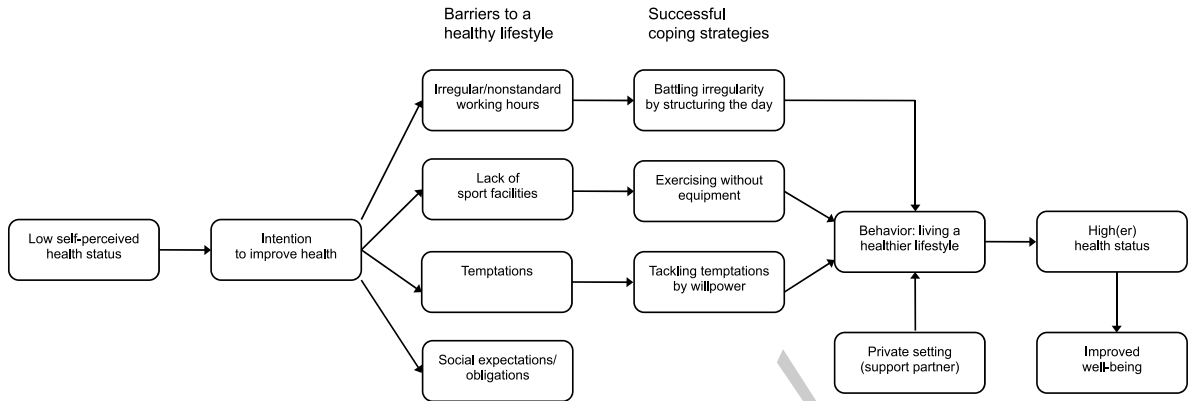 Barriers to a
healthy lifestyle
Successful
coping strategies
Irregular/nonstandard
working hours
Battling irregularity
by structuring the day
Lack of
sport facilities
Exercising without
equipment
Low self-perceived
health status
Intention
to improve health
Behavior: living a
healthier lifestyle
High(er)
health status
Temptations
Tackling temptations
by willpower
Social expectations/
obligations
Private setting
(support partner)
Improved
well-being